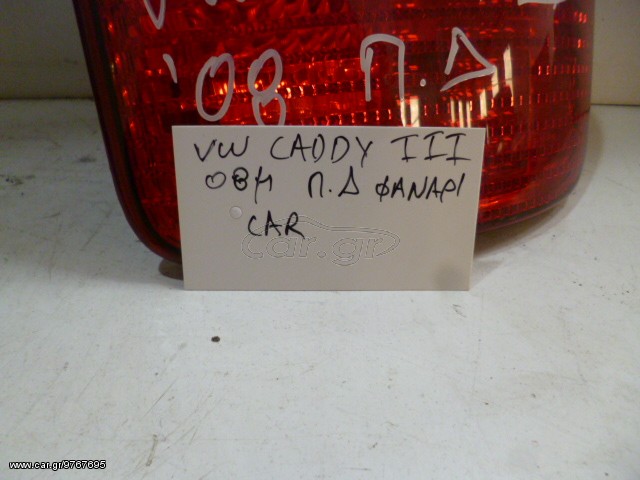 '08 Π.Δ
VW CADDY III
08Μ Π.Δ ΦΑΝΑΡΙ
CAR
car.gr
www.car.gr/9767695